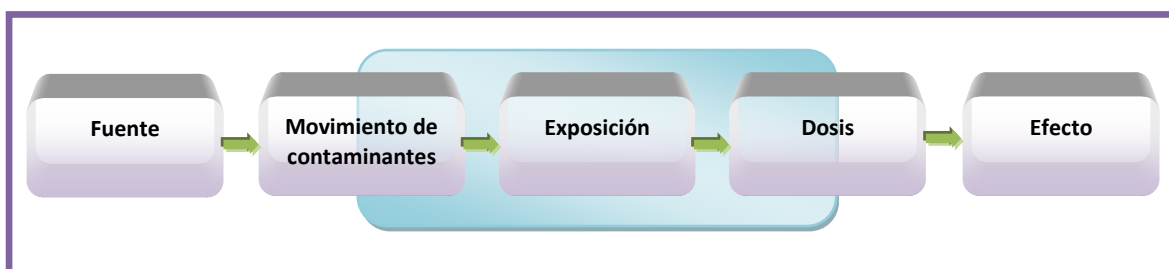 Fuente
Movimiento de
contaminantes
Exposición
Dosis
Efecto